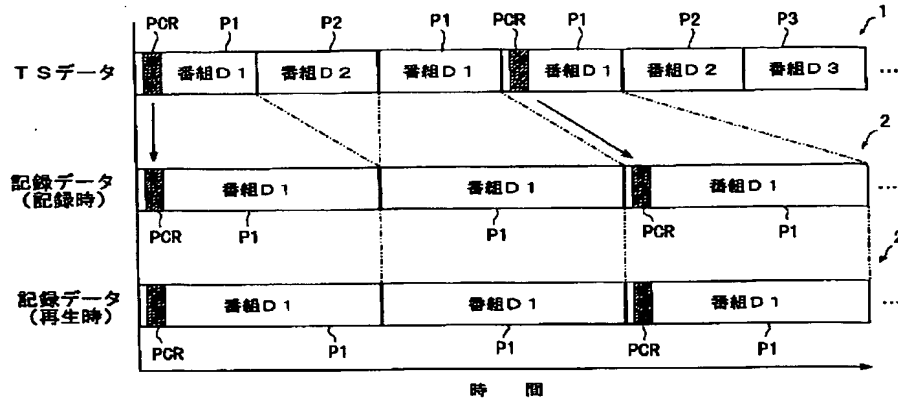 PCR P1 P2 P1 PCR P1 P2 P3 1
TSデータ 番組D1 番組D2 番組D1 番組D1 番組D2 番組D3 ...
2
記録データ
(記録時)
番組D1 番組D1 番組D1 ...
PCR P1 P1 PCR P1
2
記録データ
(再生時)
番組D1 番組D1 番組D1 ...
PCR P1 P1 PCR P1
時間